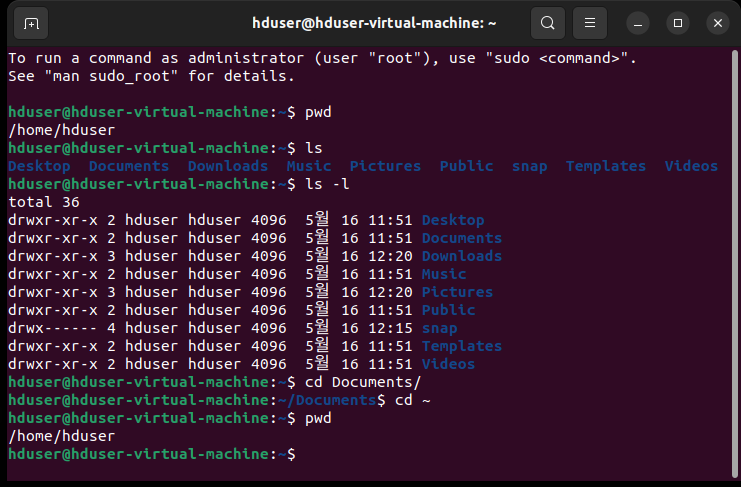 hduser@hduser-virtual-machine: ~
To run a command as administrator (user "root"), use "sudo <command>".
See "man sudo_root" for details.
hduser@hduser-virtual-machine:~$ pwd
/home/hduser
hduser@hduser-virtual-machine:~$ ls
Desktop  Documents  Downloads  Music  Pictures  Public  snap  Templates  Videos
hduser@hduser-virtual-machine:~$ ls -l
total 36
drwxr-xr-x 2 hduser hduser 4096  5월 16 11:51 Desktop
drwxr-xr-x 2 hduser hduser 4096  5월 16 11:51 Documents
drwxr-xr-x 3 hduser hduser 4096  5월 16 12:20 Downloads
drwxr-xr-x 2 hduser hduser 4096  5월 16 11:51 Music
drwxr-xr-x 3 hduser hduser 4096  5월 16 12:20 Pictures
drwxr-xr-x 2 hduser hduser 4096  5월 16 11:51 Public
drwx------ 4 hduser hduser 4096  5월 16 12:15 snap
drwxr-xr-x 2 hduser hduser 4096  5월 16 11:51 Templates
drwxr-xr-x 2 hduser hduser 4096  5월 16 11:51 Videos
hduser@hduser-virtual-machine:~$ cd Documents/
hduser@hduser-virtual-machine:~/Documents$ cd ~
hduser@hduser-virtual-machine:~$ pwd
/home/hduser
hduser@hduser-virtual-machine:~$